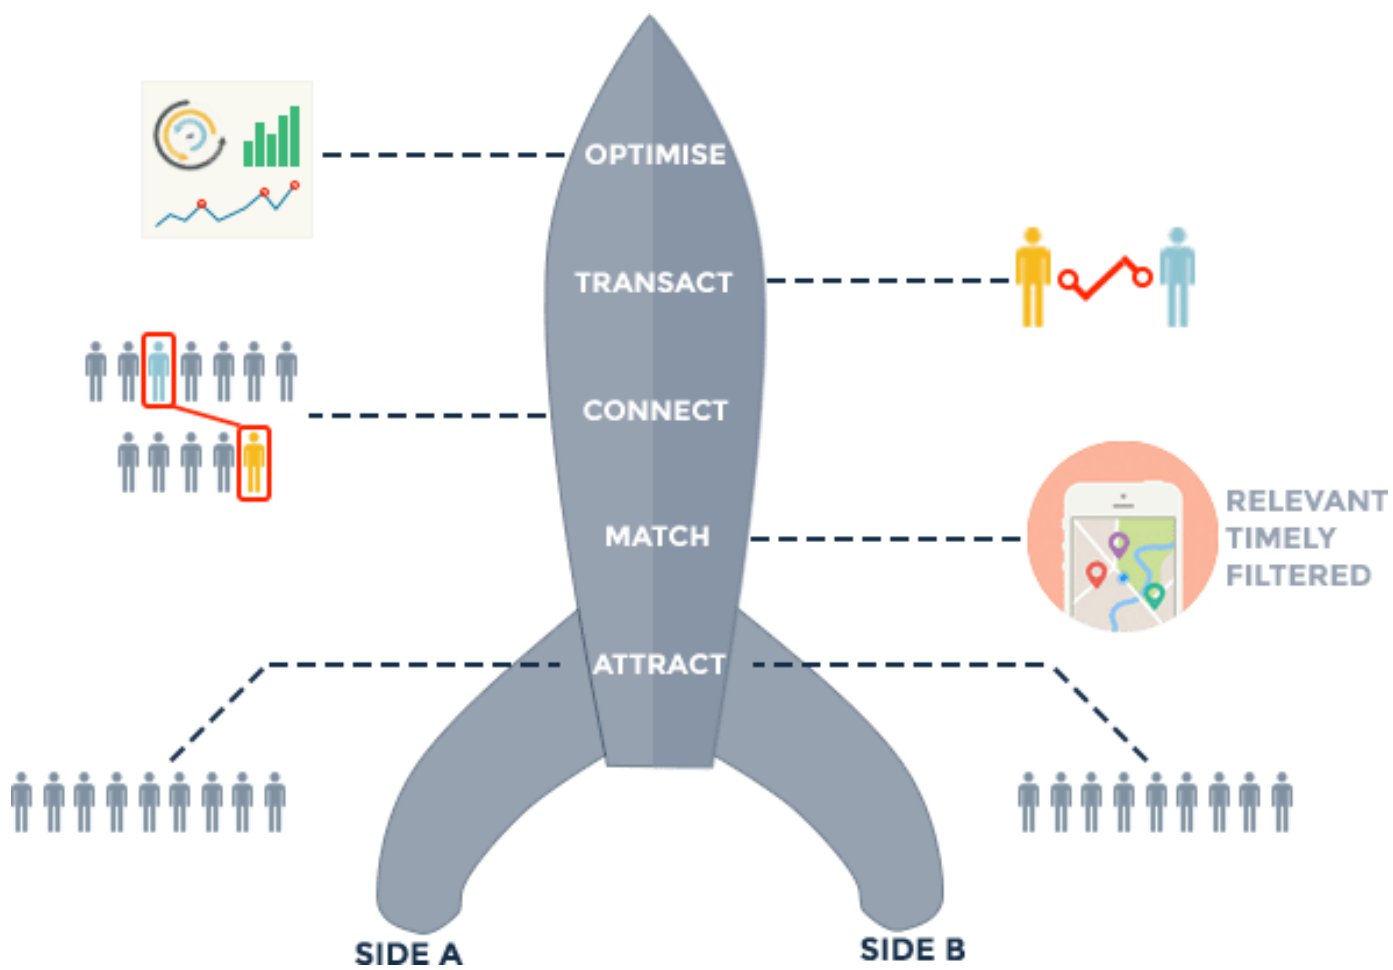 OPTIMISE
TRANSACT
CONNECT
MATCH
RELEVANT
TIMELY
FILTERED
ATTRACT
SIDE A
SIDE B